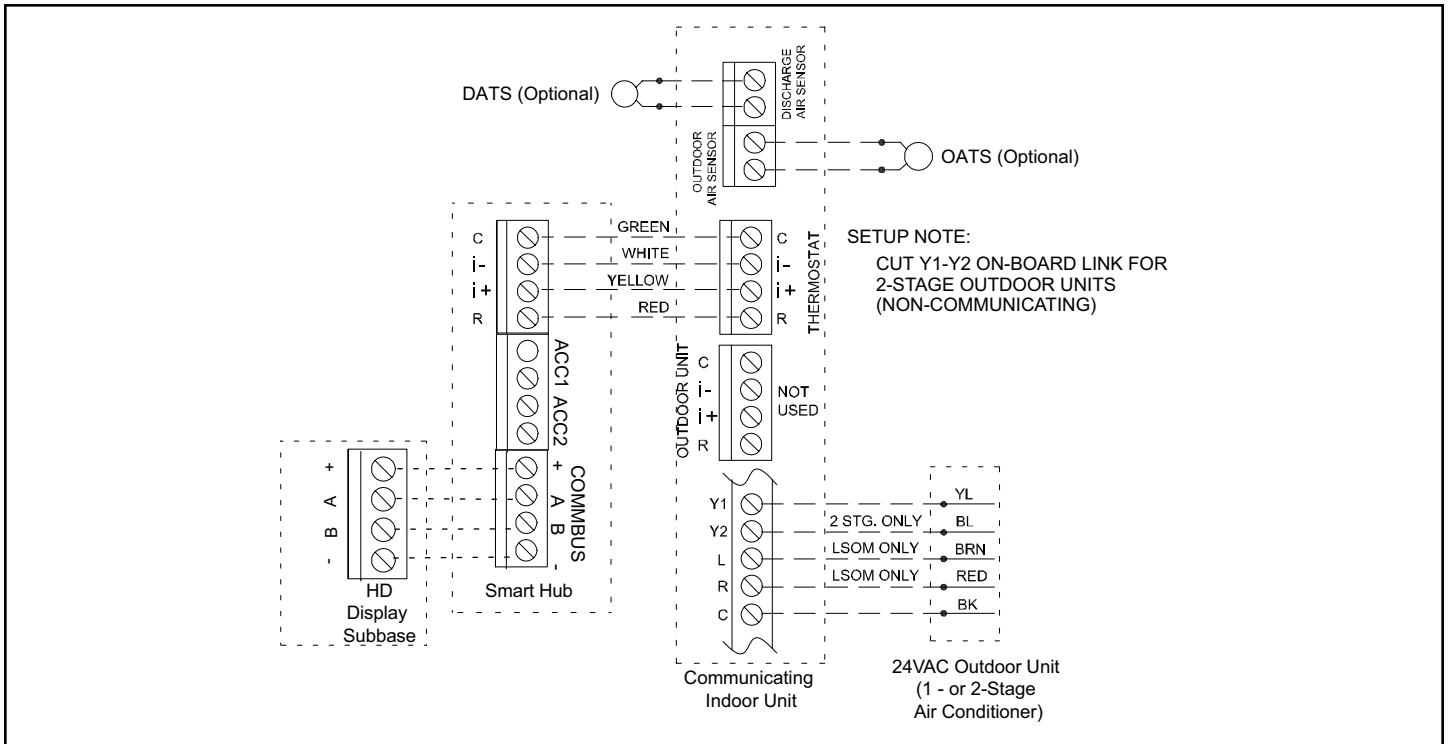 DATS (Optional)
DISCHARGE
AIR SENSOR
OUTDOOR
AIR SENSOR
OATS (Optional)
C
i-
i+
R
GREEN
WHITE
YELLOW
RED
C
i-
i+
R
THERMOSTAT
SETUP NOTE:
CUT Y1-Y2 ON-BOARD LINK FOR
2-STAGE OUTDOOR UNITS
(NON-COMMUNICATING)
ACC1
ACC2
OUTDOOR UNIT
C
i-
i+
R
NOT
USED
+
A
B
-
+
A
B
-
COMMBUS
HD
Display
Subbase
Smart Hub
Y1
Y2
L
R
C
2 STG. ONLY
LSOM ONLY
LSOM ONLY
YL
BL
BRN
RED
BK
Communicating
Indoor Unit
24VAC Outdoor Unit
(1 - or 2-Stage
Air Conditioner)